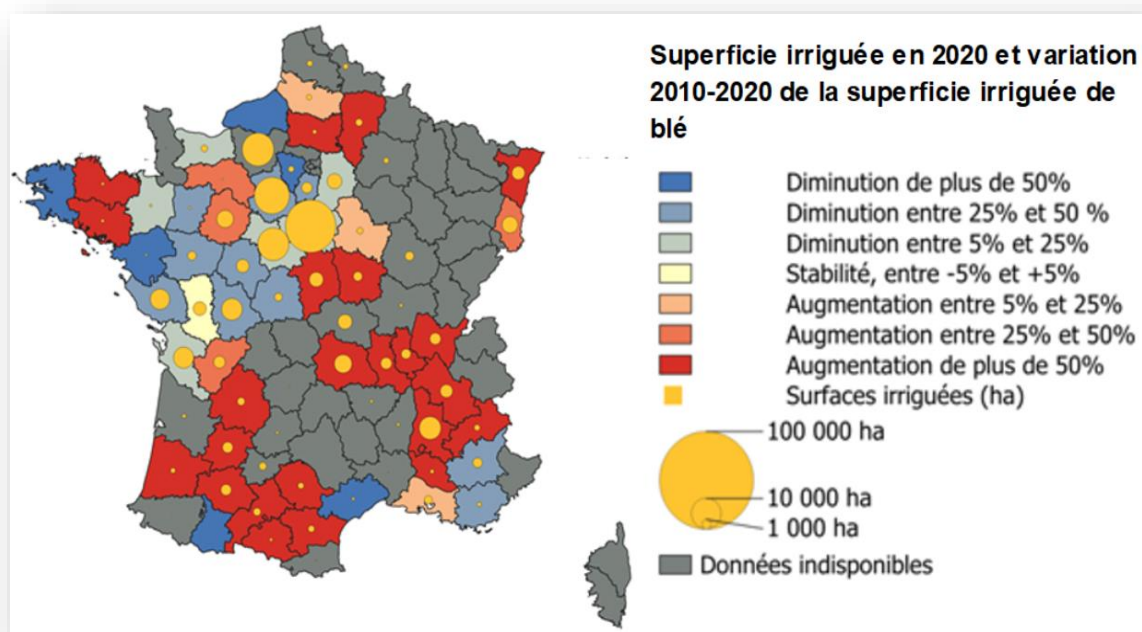 Superficie irriguée en 2020 et variation
2010-2020 de la superficie irriguée de
blé
Diminution de plus de 50%
Diminution entre 25% et 50 %
Diminution entre 5% et 25%
Stabilité, entre -5% et +5%
Augmentation entre 5% et 25%
Augmentation entre 25% et 50%
Augmentation de plus de 50%
Surfaces irriguées (ha)
100 000 ha
10 000 ha
1 000 ha
Données indisponibles